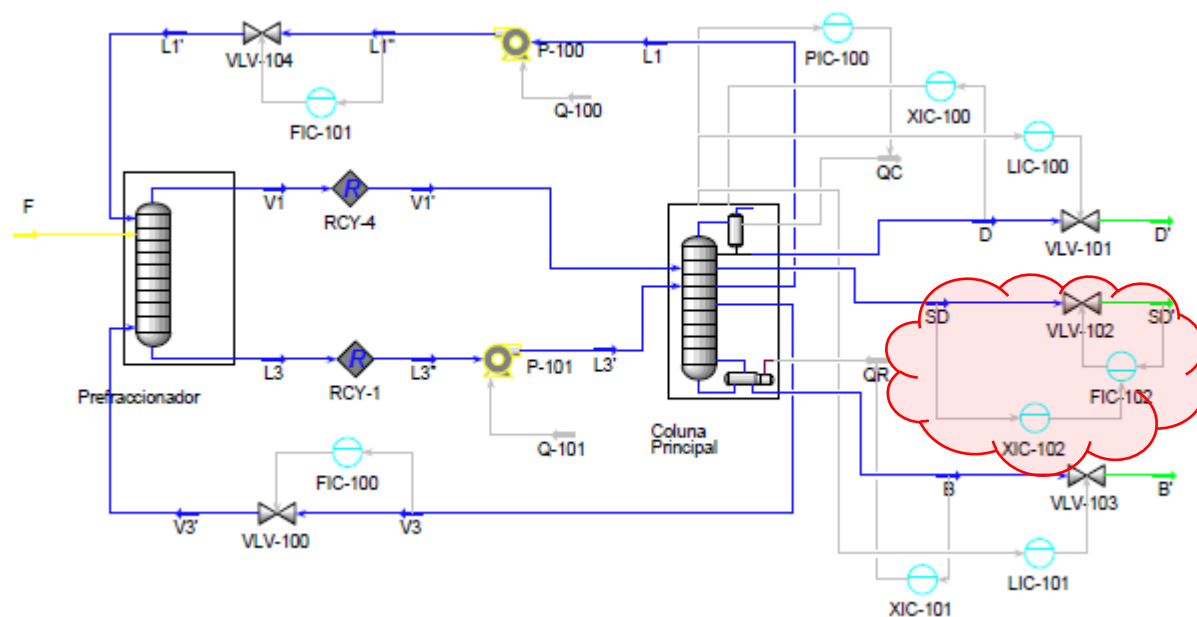 L1'
VLV-104
L1''
P-100
L1
PIC-100
FIC-101
Q-100
XIC-100
LIC-100
QC
F
V1
RCY-4
V1'
D
VLV-101
D'
SD
VLV-102
SD'
L3
RCY-1
L3''
P-101
L3'
QR
FIC-102
Prefraccionador
Q-101
Coluna
Principal
XIC-102
FIC-100
B
VLV-103
B'
V3'
VLV-100
V3
LIC-101
XIC-101
R
R